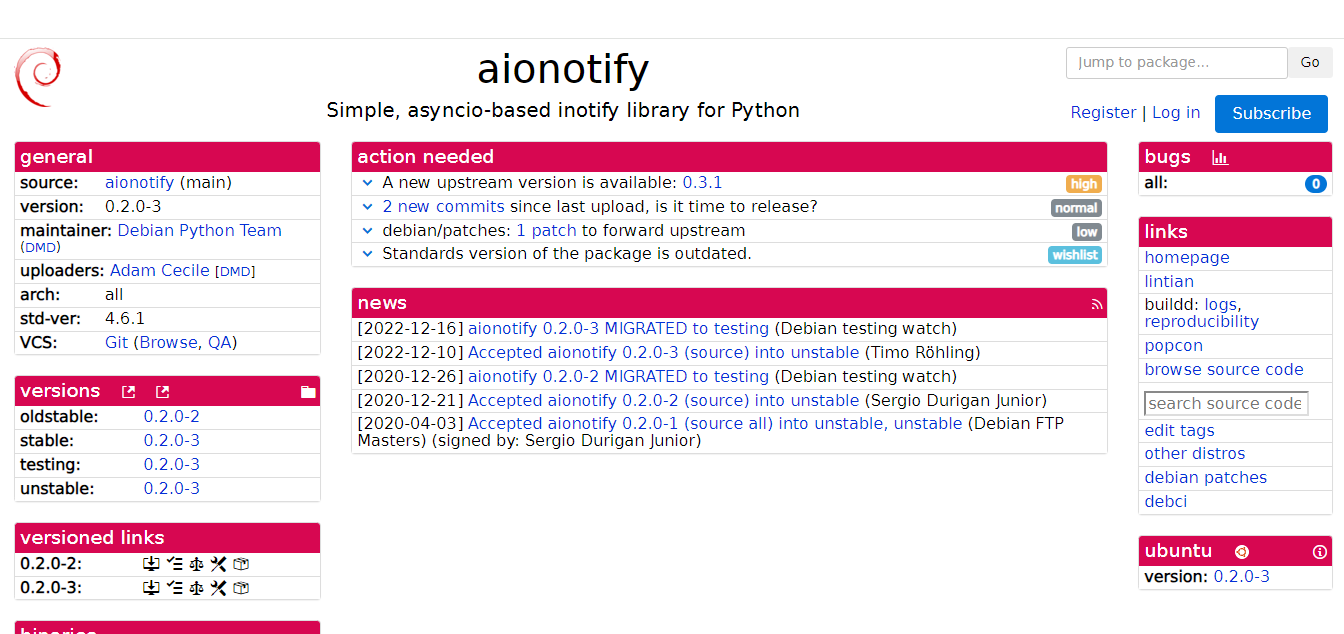 aionotify
Simple, asyncio-based inotify library for Python
Jump to package...
Go
Register | Log in
Subscribe
general
source: aionotify (main)
version: 0.2.0-3
maintainer: Debian Python Team
(DMD)
uploaders: Adam Cecile [DMD]
arch: all
std-ver: 4.6.1
VCS: Git (Browse, QA)
versions
oldstable: 0.2.0-2
stable: 0.2.0-3
testing: 0.2.0-3
unstable: 0.2.0-3
versioned links
0.2.0-2:
0.2.0-3:
binaries
action needed
A new upstream version is available: 0.3.1 high
2 new commits since last upload, is it time to release? normal
debian/patches: 1 patch to forward upstream low
Standards version of the package is outdated. wishlist
news
[2022-12-16] aionotify 0.2.0-3 MIGRATED to testing (Debian testing watch)
[2022-12-10] Accepted aionotify 0.2.0-3 (source) into unstable (Timo Röhling)
[2020-12-26] aionotify 0.2.0-2 MIGRATED to testing (Debian testing watch)
[2020-12-21] Accepted aionotify 0.2.0-2 (source) into unstable (Sergio Durigan Junior)
[2020-04-03] Accepted aionotify 0.2.0-1 (source all) into unstable, unstable (Debian FTP
Masters) (signed by: Sergio Durigan Junior)
bugs
all: 0
links
homepage
lintian
buildd: logs,
reproducibility
popcon
browse source code
search source code
edit tags
other distros
debian patches
debci
ubuntu
version: 0.2.0-3